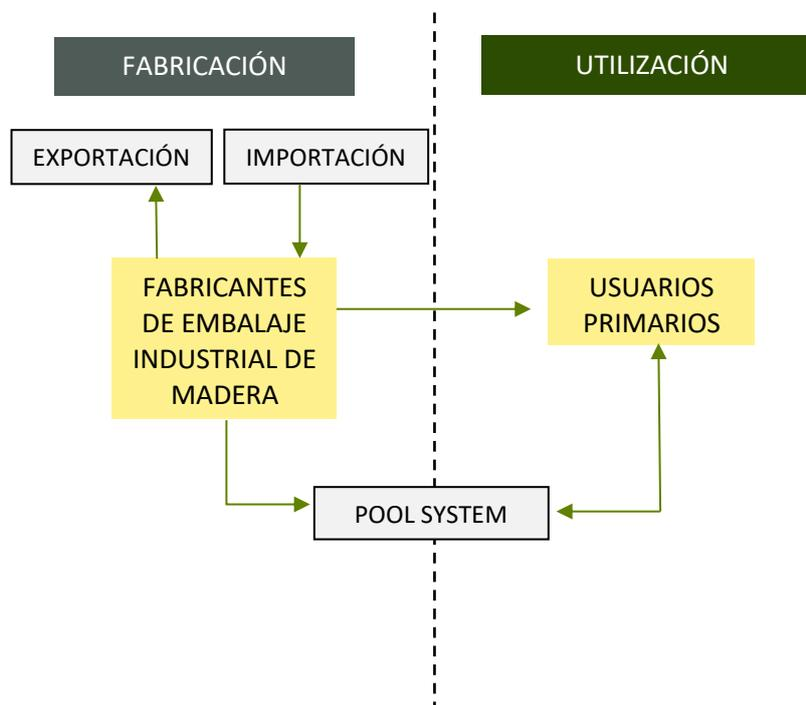 FABRICACIÓN
UTILIZACIÓN
EXPORTACIÓN
IMPORTACIÓN
FABRICANTES
DE EMBALAJE
INDUSTRIAL DE
MADERA
USUARIOS
PRIMARIOS
POOL SYSTEM